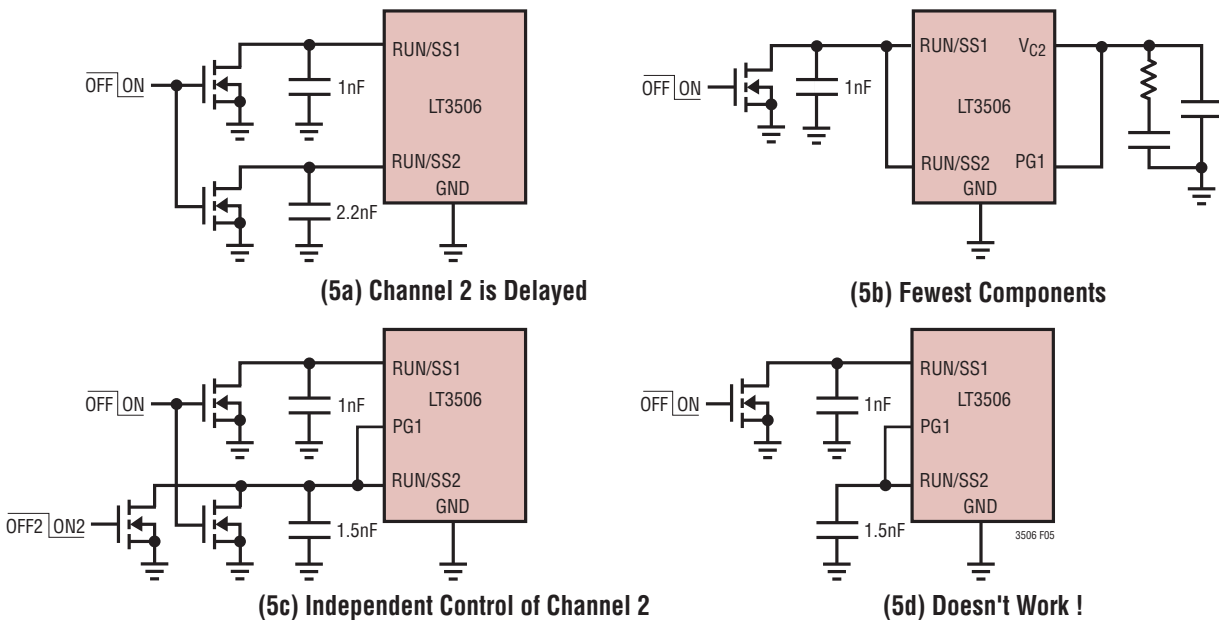 RUN/SS1
OFF ON
1nF
LT3506
RUN/SS2
GND
2.2nF
(5a) Channel 2 is Delayed
RUN/SS1
VC2
OFF ON
1nF
LT3506
RUN/SS2
PG1
GND
(5b) Fewest Components
RUN/SS1
OFF ON
1nF
LT3506
PG1
RUN/SS2
OFF2 ON2
GND
1.5nF
(5c) Independent Control of Channel 2
RUN/SS1
OFF ON
1nF
LT3506
PG1
RUN/SS2
GND
1.5nF
3506 F05
(5d) Doesn't Work !